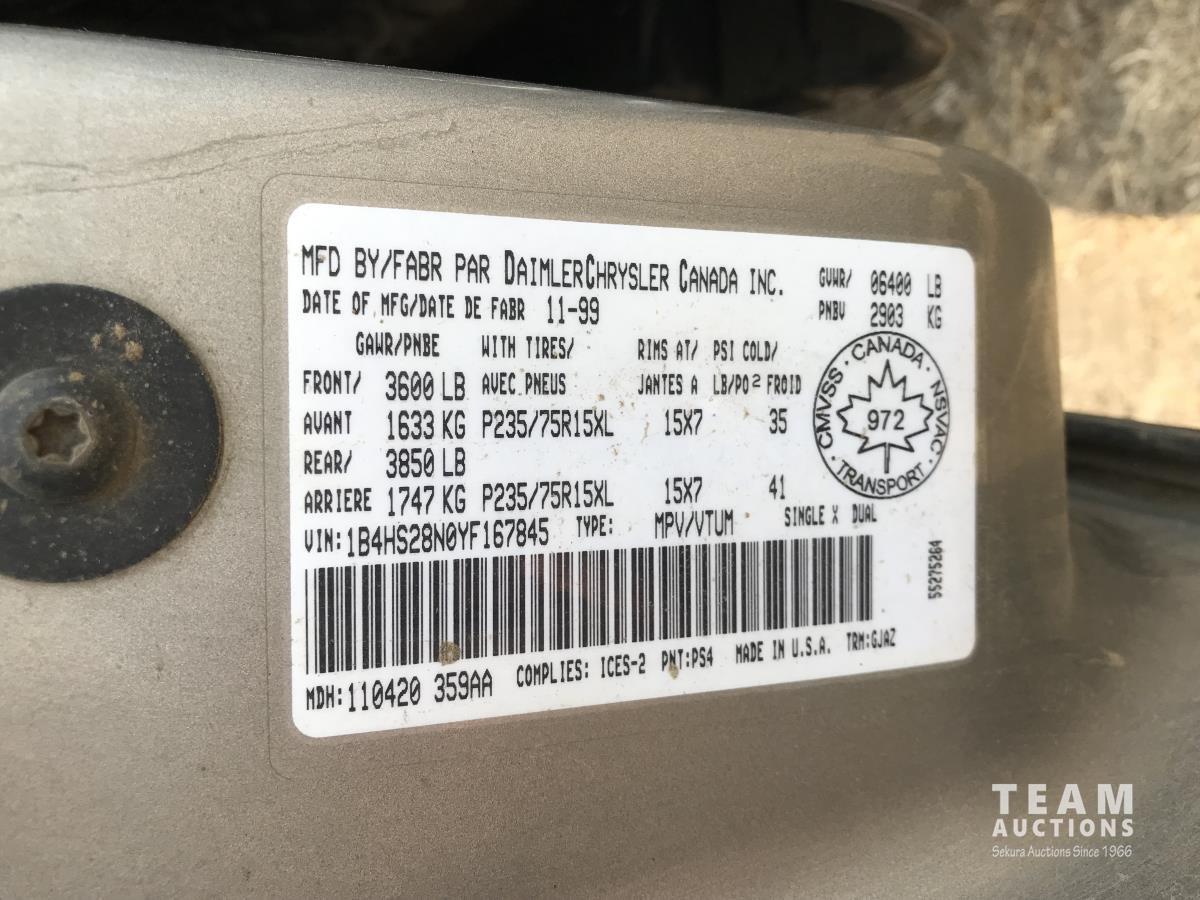 MFD BY/FABR PAR DAIMLERCHRYSLER CANADA INC.
GVWR/ 06400 LB
DATE OF MFG/DATE DE FABR 11-99
PNBV 2903 KG
GAWR/PNBE WITH TIRES/ RIMS AT/ PSI COLD/
FRONT/ 3600 LB AVEC PNEUS JANTES A LB/PO² FROID
AVANT 1633 KG P235/75R15XL 15X7 35
REAR/ 3850 LB
ARRIERE 1747 KG P235/75R15XL 15X7 41
· CANADA · NSVAC · TRANSPORT · CMVSS
972
VIN: 1B4HS28N0YF167845 TYPE: MPV/VTUM SINGLE X DUAL
55275264
MDH: 110420 359AA COMPLIES: ICES-2 PNT:PS4 MADE IN U.S.A. TRM:GJAZ
TEAM
AUCTIONS
Sekura Auctions Since 1966